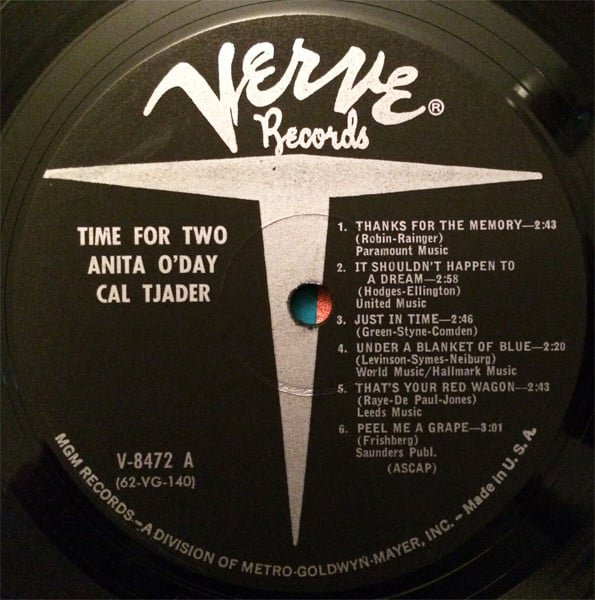 Verve®
Records
TIME FOR TWO
ANITA O'DAY
CAL TJADER
1. THANKS FOR THE MEMORY—2:43
(Robin-Rainger)
Paramount Music
2. IT SHOULDN'T HAPPEN TO
A DREAM—2:58
(Hodges-Ellington)
United Music
3. JUST IN TIME—2:46
(Green-Styne-Comden)
4. UNDER A BLANKET OF BLUE—2:20
(Levinson-Symes-Neiburg)
World Music/Hallmark Music
5. THAT'S YOUR RED WAGON—2:43
(Raye-De Paul-Jones)
Leeds Music
6. PEEL ME A GRAPE—3:01
(Frishberg)
Saunders Publ.
(ASCAP)
V-8472 A
(62-VG-140)
MGM RECORDS—A DIVISION OF METRO-GOLDWYN-MAYER, INC.—Made in U. S. A.